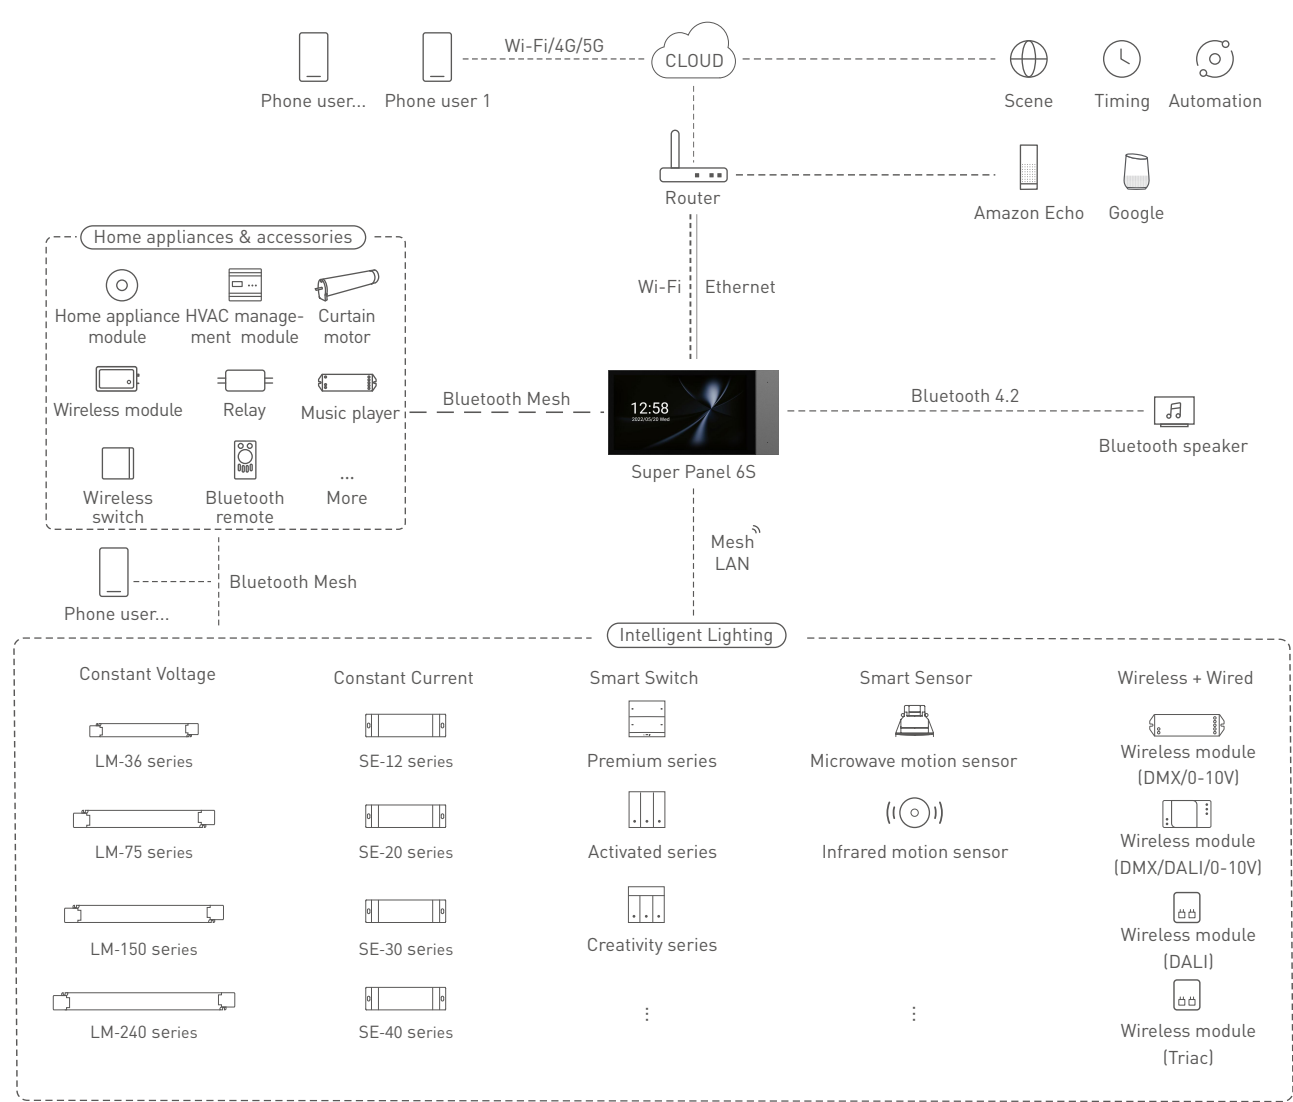 Wi-Fi/4G/5G
CLOUD
Phone user...
Phone user 1
Scene
Timing
Automation
Router
Amazon Echo
Google
Home appliances & accessories
Home appliance
module
HVAC manage-
ment module
Curtain
motor
Wi-Fi
Ethernet
Wireless module
Relay
Music player
Bluetooth Mesh
12:58
2022/05/20 Wed
Super Panel 6S
Bluetooth 4.2
Bluetooth speaker
Wireless
switch
Bluetooth
remote
...
More
Mesh
LAN
Bluetooth Mesh
Phone user...
Intelligent Lighting
Constant Voltage
LM-36 series
LM-75 series
LM-150 series
LM-240 series
Constant Current
SE-12 series
SE-20 series
SE-30 series
SE-40 series
Smart Switch
Premium series
Activated series
Creativity series
⋮
Smart Sensor
Microwave motion sensor
Infrared motion sensor
⋮
Wireless + Wired
Wireless module
(DMX/0-10V)
Wireless module
(DMX/DALI/0-10V)
Wireless module
(DALI)
Wireless module
(Triac)